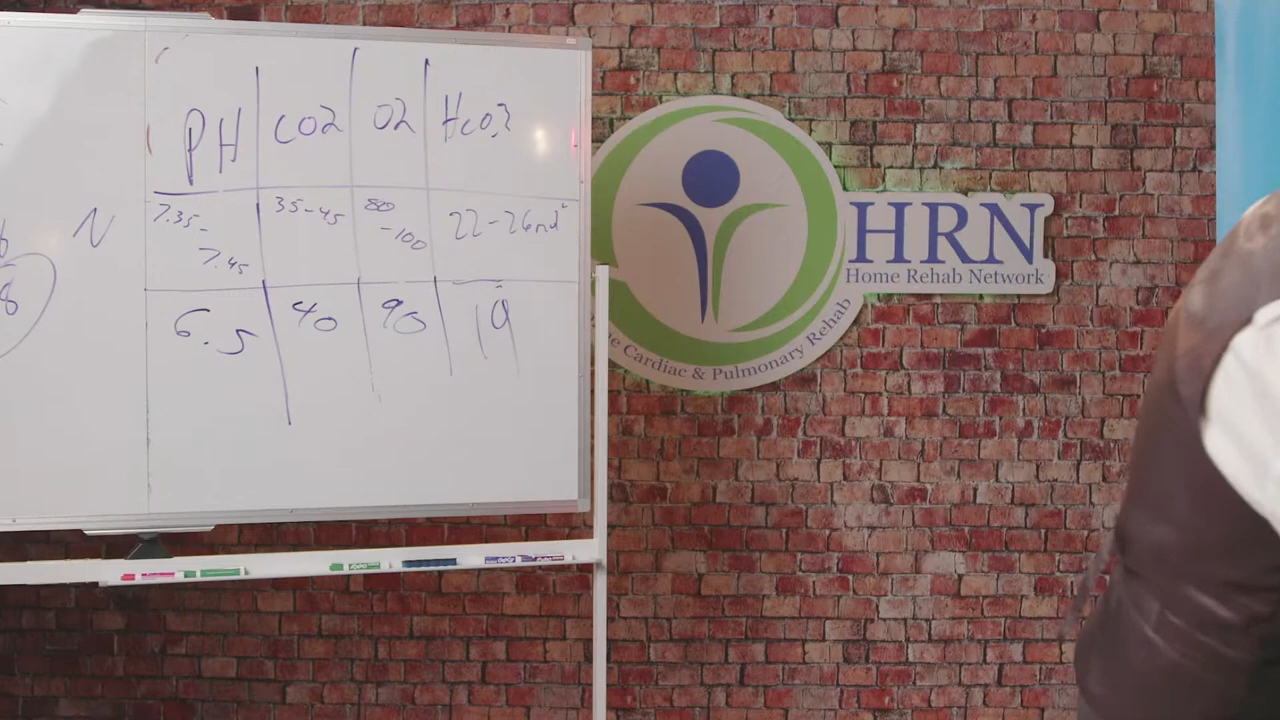 PH CO2 O2 HCO3
N 7.35- 35-45 80 22-26
7.45 -100
8
6.5 40 90 19
HRN
Home Rehab Network
Cardiac & Pulmonary Rehab